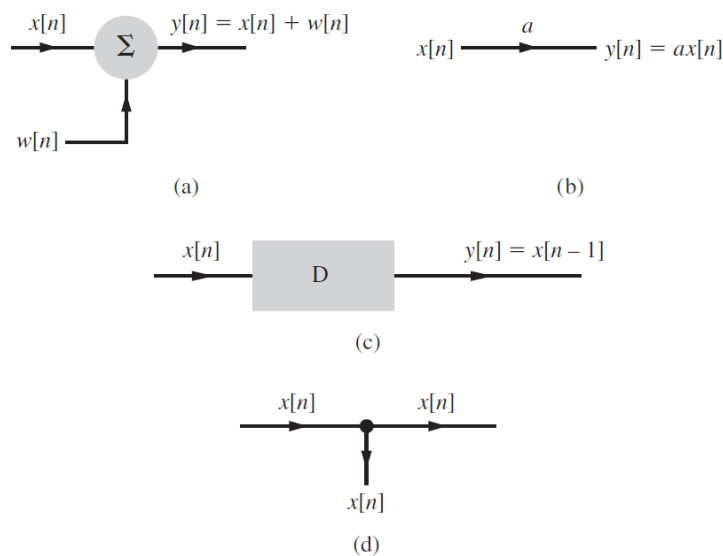 x[n]
y[n] = x[n] + w[n]
Σ
w[n]
(a)
a
x[n]
y[n] = ax[n]
(b)
x[n]
D
y[n] = x[n – 1]
(c)
x[n]
x[n]
x[n]
(d)